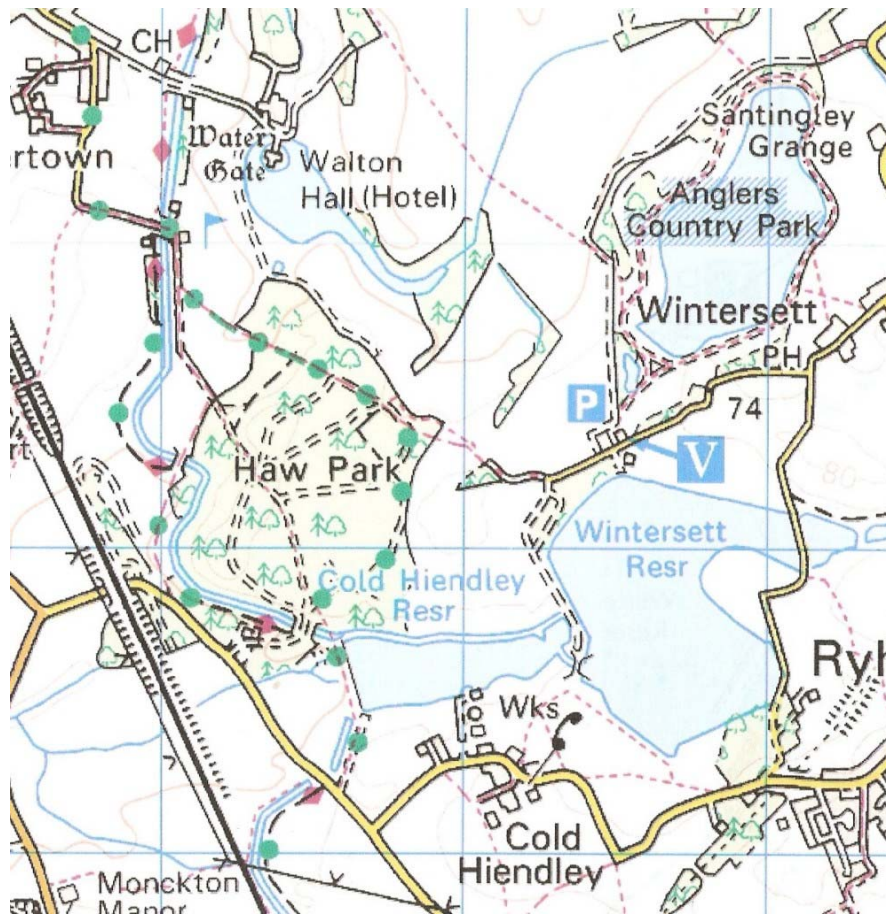 CH
Water
Gate
Walton
Hall (Hotel)
Santingley
Grange
Anglers
Country Park
ertown
Wintersett
PH
P
74
V
Haw Park
80
Wintersett
Resr
Cold Hiendley
Resr
Ryh
Wks
Cold
Hiendley
Monckton
Manor